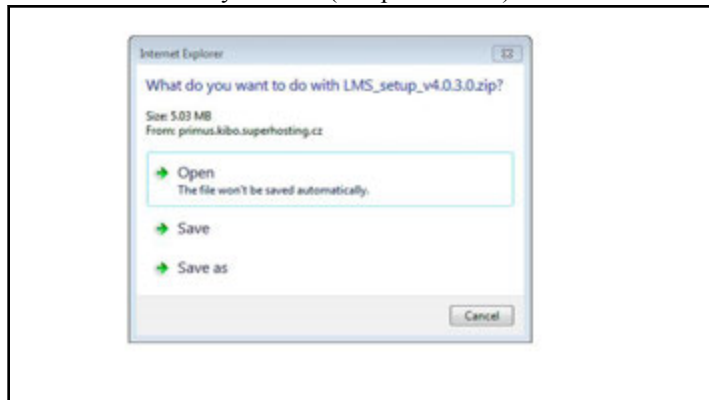 Internet Explorer
What do you want to do with LMS_setup_v4.0.3.0.zip?
Size: 5.03 MB
From: primus.kibo.superhosting.cz
Open
The file won't be saved automatically.
Save
Save as
Cancel